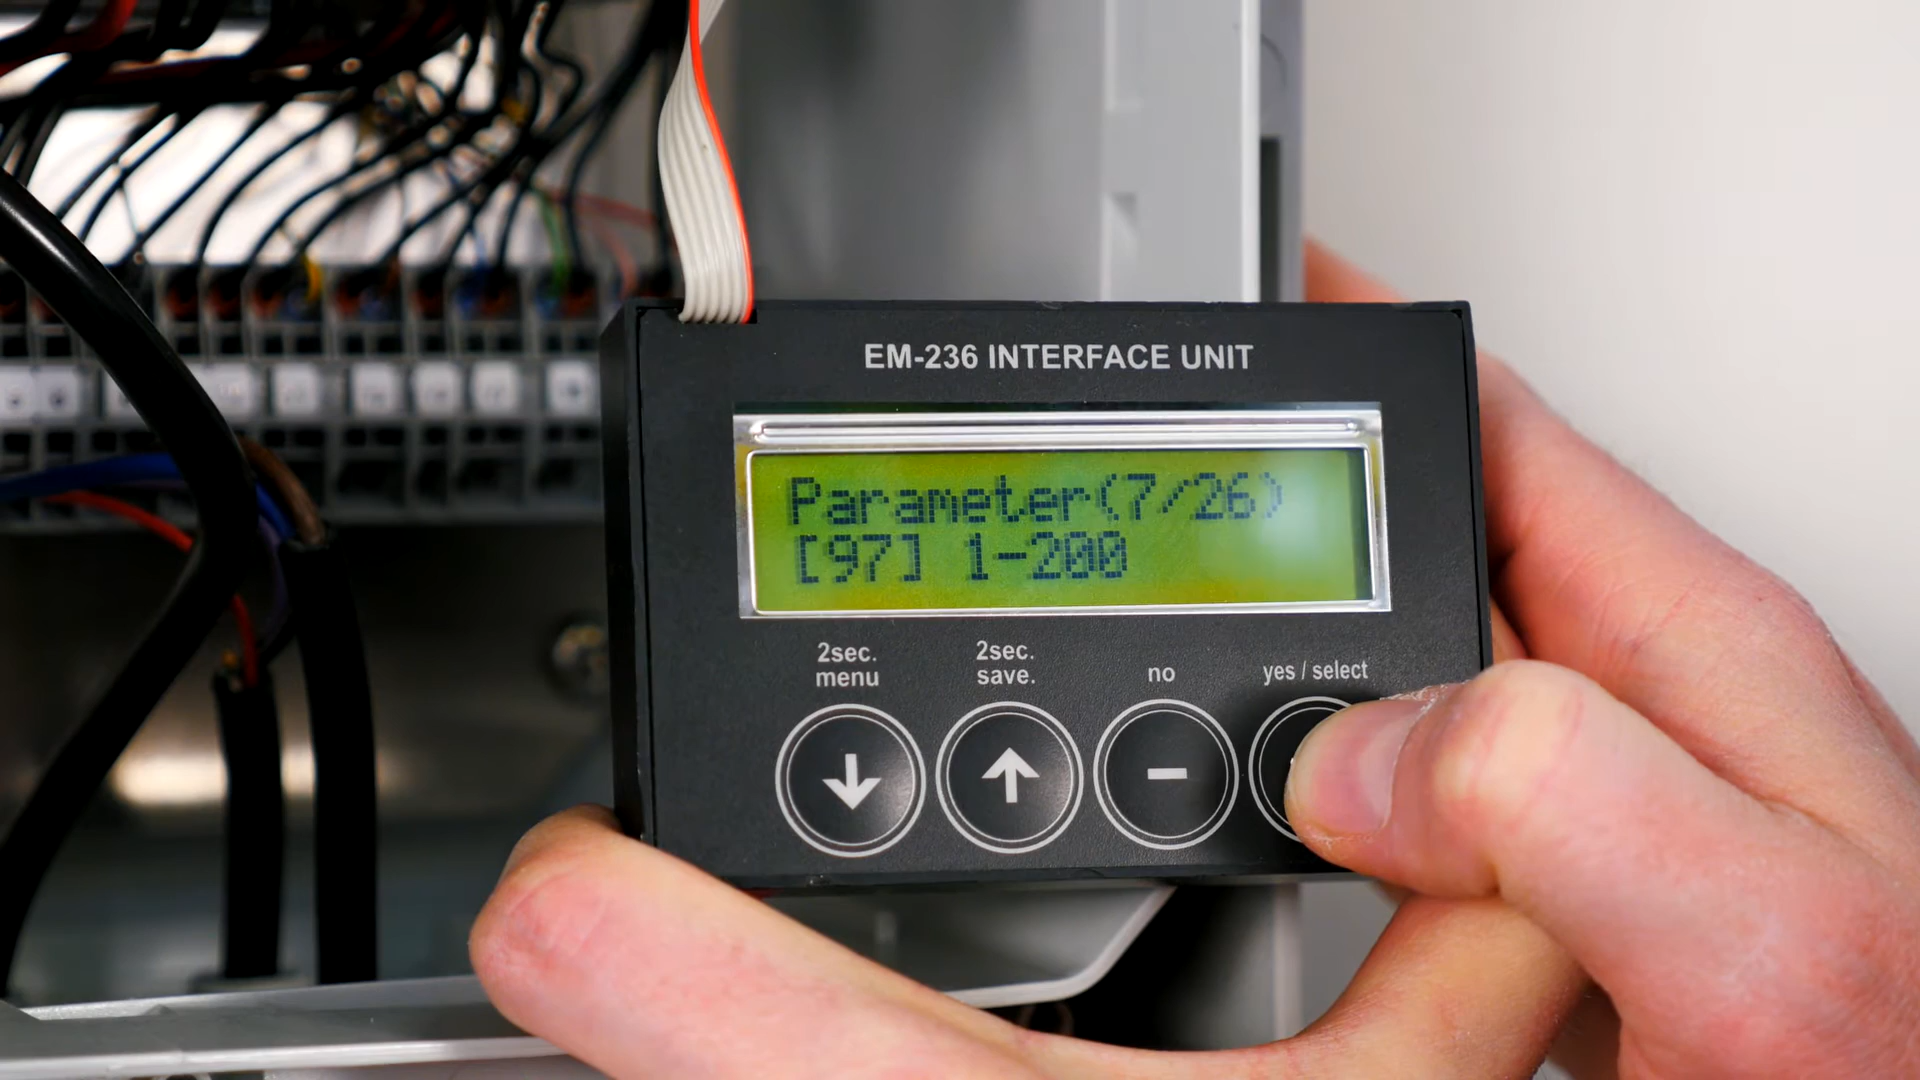 EM-236 INTERFACE UNIT
Parameter(7/26)
[97] 1-200
2sec.
menu
2sec.
save.
no
yes / select